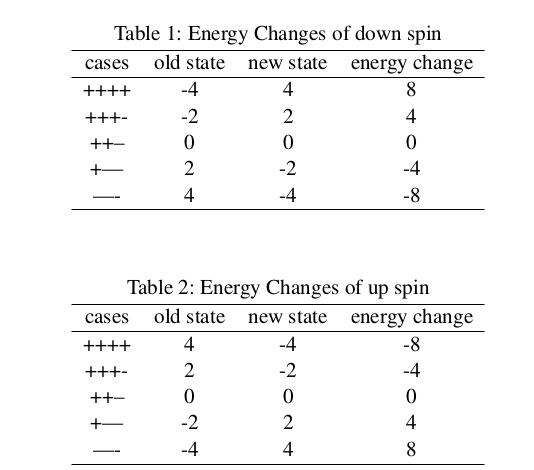 Table 1: Energy Changes of down spin
cases old state new state energy change
++++ -4 4 8
+++- -2 2 4
++– 0 0 0
+— 2 -2 -4
—- 4 -4 -8
Table 2: Energy Changes of up spin
cases old state new state energy change
++++ 4 -4 -8
+++- 2 -2 -4
++– 0 0 0
+— -2 2 4
—- -4 4 8